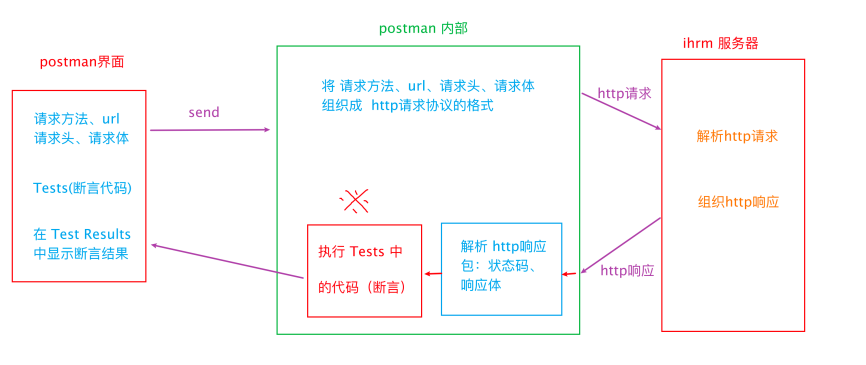 postman 内部
ihrm 服务器
postman界面
请求方法、url
请求头、请求体
Tests(断言代码)
在 Test Results
中显示断言结果
send
将 请求方法、url、请求头、请求体
组织成 http请求协议的格式
http请求
解析http请求
组织http响应
※
执行 Tests 中
的代码（断言）
解析 http响应
包：状态码、
响应体
http响应